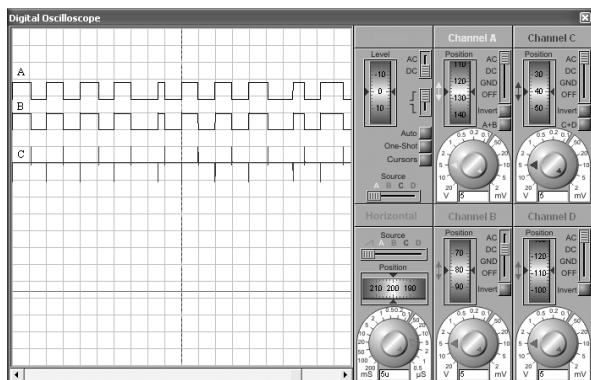 Digital Oscilloscope
A
B
C
Level
AC
DC
-10
0
10
Auto
One-Shot
Cursors
Source
A B C D
Channel A
Position
110
-120
-130
140
AC
DC
GND
OFF
Invert
A+B
V 5 mV
Channel C
Position
30
40
-50
AC
DC
GND
OFF
Invert
C+D
V 5 mV
Horizontal
Source
A B C D
Position
210 200 190
mS 5u µS
Channel B
Position
70
80
90
AC
DC
GND
OFF
Invert
V 5 mV
Channel D
Position
-120
-110
-100
AC
DC
GND
OFF
Invert
V 5 mV